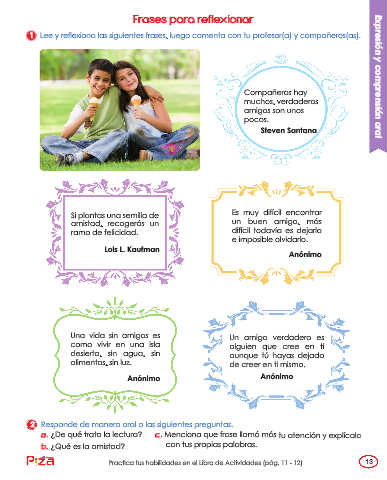 Frases para reflexionar
1 Lee y reflexiona las siguientes frases, luego comenta con tu profesor(a) y compañeros(as).
Expresión y comprensión oral
Compañeros hay
muchos, verdaderos
amigos son unos
pocos.
Steven Santana
Si plantas una semilla de
amistad, recogerás un
ramo de felicidad.
Lois L. Kaufman
Es muy difícil encontrar
un buen amigo, más
difícil todavía es dejarlo
e imposible olvidarlo.
Anónimo
Una vida sin amigos es
como vivir en una isla
desierta, sin agua, sin
alimentos, sin luz.
Anónimo
Un amigo verdadero es
alguien que cree en ti
aunque tú hayas dejado
de creer en ti mismo.
Anónimo
2 Responde de manera oral a las siguientes preguntas.
a. ¿De qué trata la lectura?
b. ¿Qué es la amistad?
c. Menciona que frase llamó más tu atención y explícala
con tus propias palabras.
Practica tus habilidades en el Libro de Actividades (pág. 11 - 12)
13